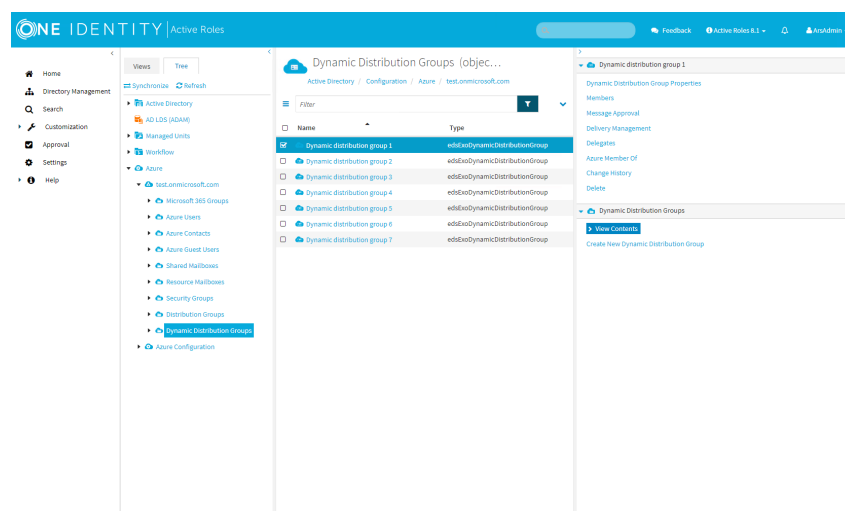 ONE IDENTITY Active Roles
Feedback
Active Roles 8.1
ArsAdmin
Home
Directory Management
Search
Customization
Approval
Settings
Help
Views
Tree
Synchronize
Refresh
Active Directory
AD LDS (ADAM)
Managed Units
Workflow
Azure
test.onmicrosoft.com
Microsoft 365 Groups
Azure Users
Azure Contacts
Azure Guest Users
Shared Mailboxes
Resource Mailboxes
Security Groups
Distribution Groups
Dynamic Distribution Groups
Azure Configuration
Dynamic Distribution Groups (objec...
Active Directory / Configuration / Azure / test.onmicrosoft.com
Filter
Name Type
Dynamic distribution group 1 edsExoDynamicDistributionGroup
Dynamic distribution group 2 edsExoDynamicDistributionGroup
Dynamic distribution group 3 edsExoDynamicDistributionGroup
Dynamic distribution group 4 edsExoDynamicDistributionGroup
Dynamic distribution group 5 edsExoDynamicDistributionGroup
Dynamic distribution group 6 edsExoDynamicDistributionGroup
Dynamic distribution group 7 edsExoDynamicDistributionGroup
Dynamic distribution group 1
Dynamic Distribution Group Properties
Members
Message Approval
Delivery Management
Delegates
Azure Member Of
Change History
Delete
Dynamic Distribution Groups
View Contents
Create New Dynamic Distribution Group